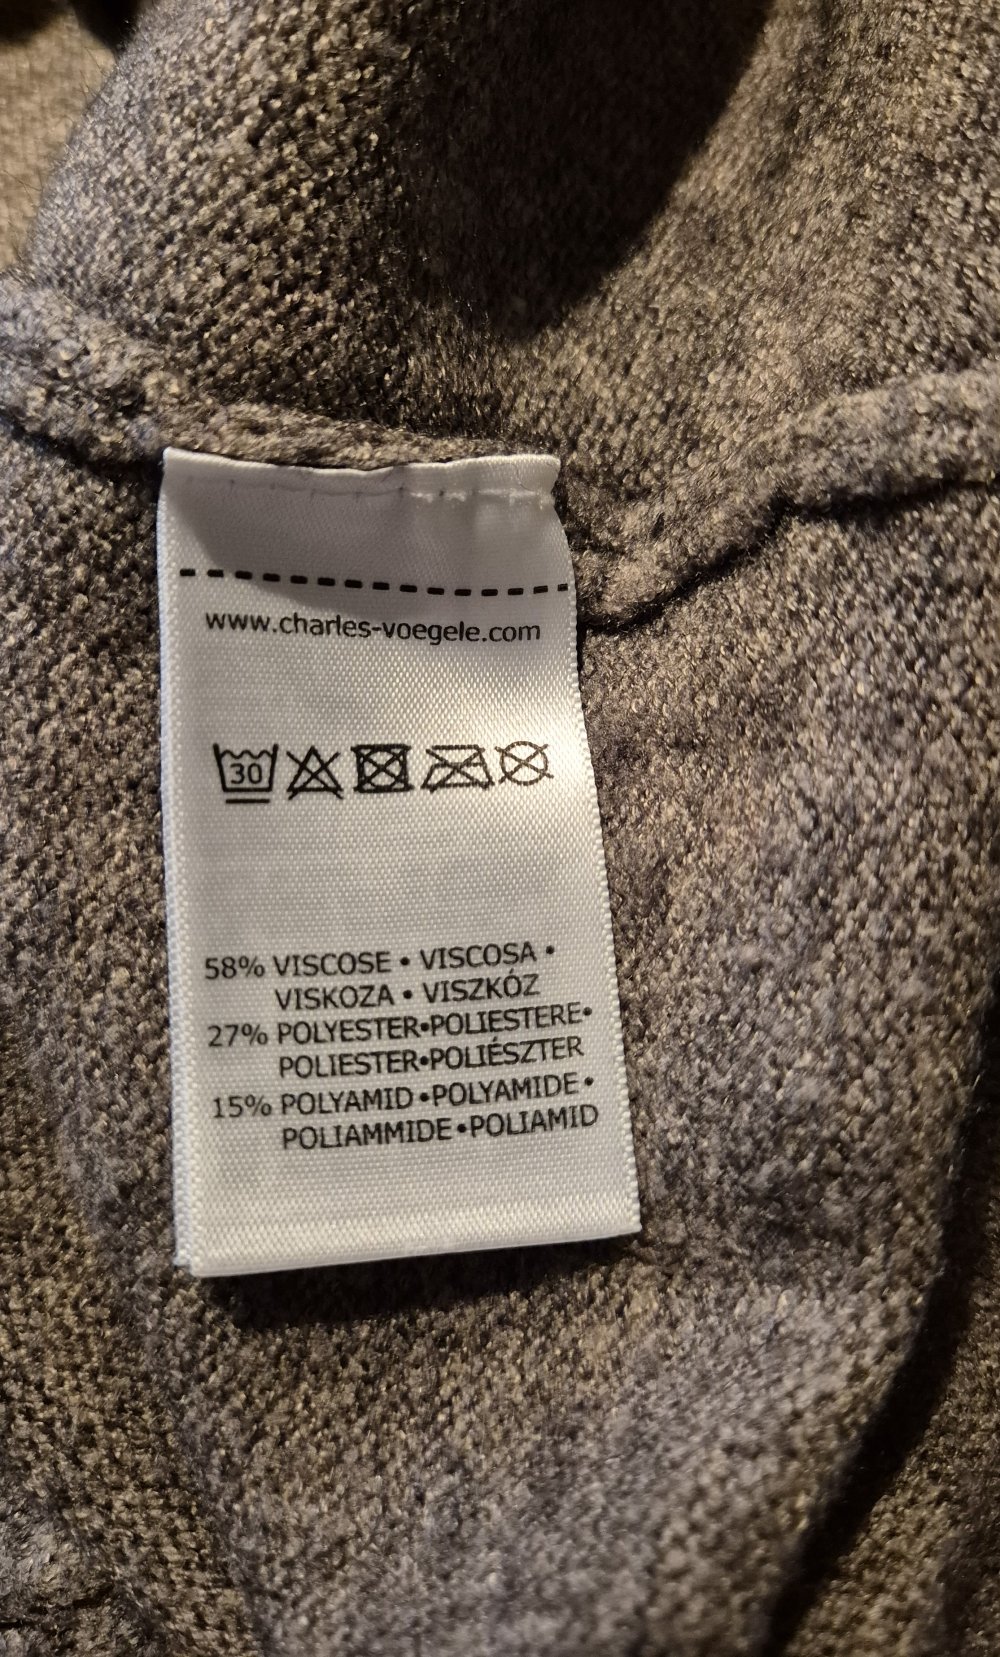 www.charles-voegele.com
30
58% VISCOSE • VISCOSA •
VISKOZA • VISZKÓZ
27% POLYESTER•POLIESTERE•
POLIESTER•POLIÉSZTER
15% POLYAMID•POLYAMIDE•
POLIAMMIDE•POLIAMID